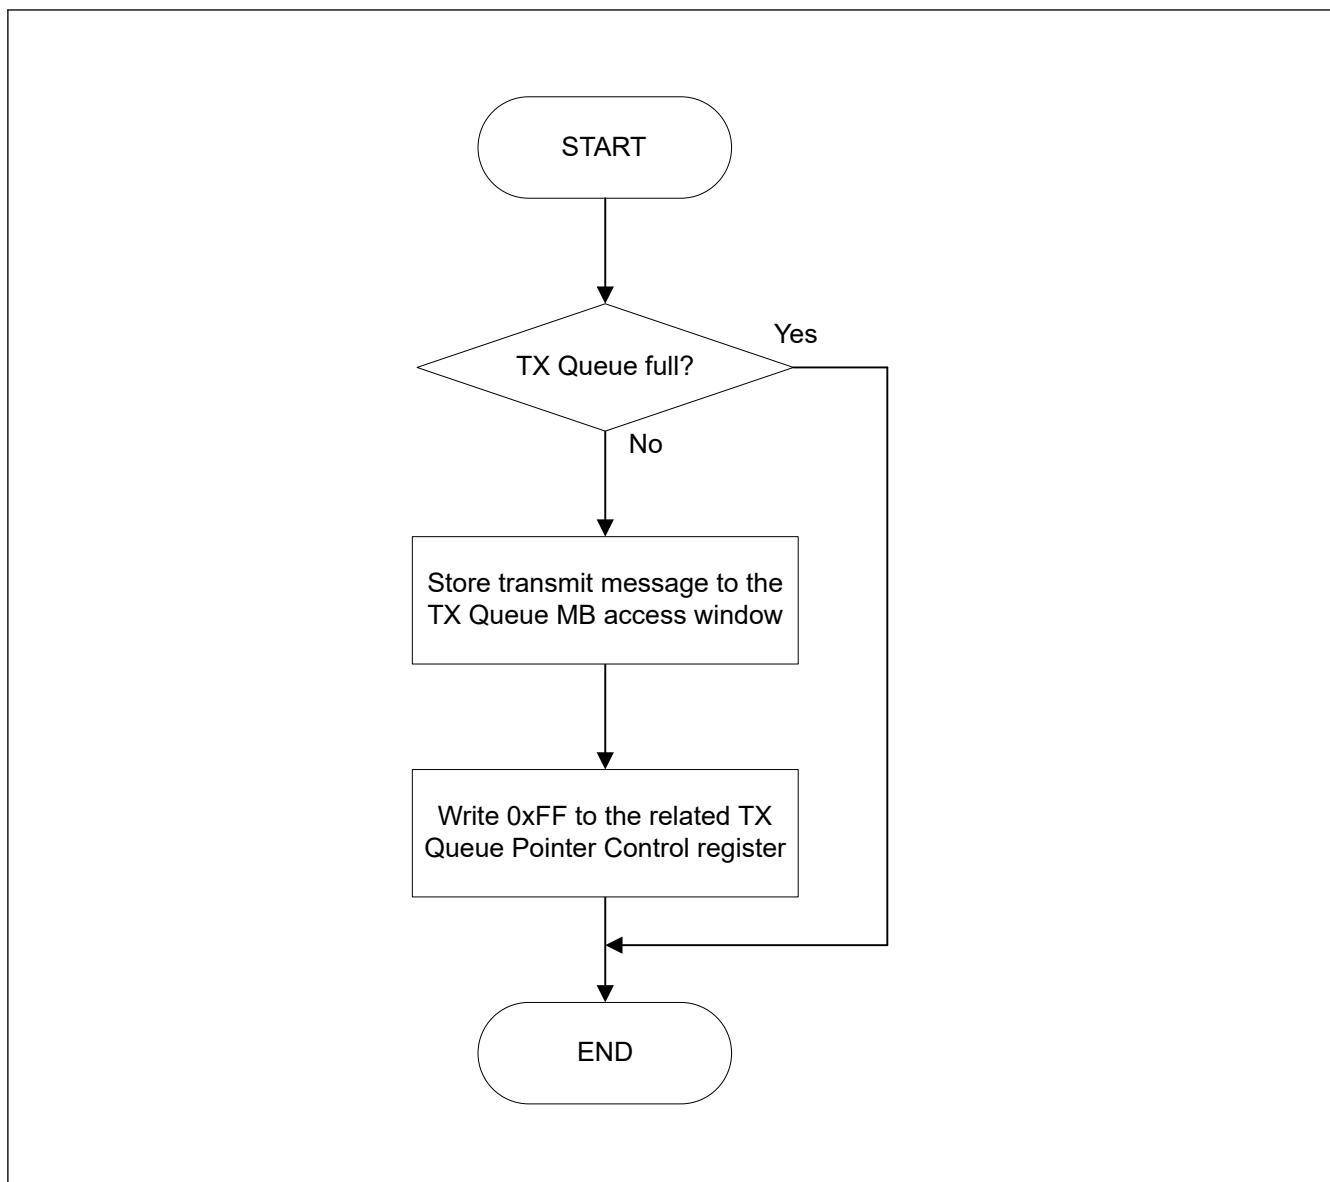 START
Yes
TX Queue full?
No
Store transmit message to the
TX Queue MB access window
Write 0xFF to the related TX
Queue Pointer Control register
END